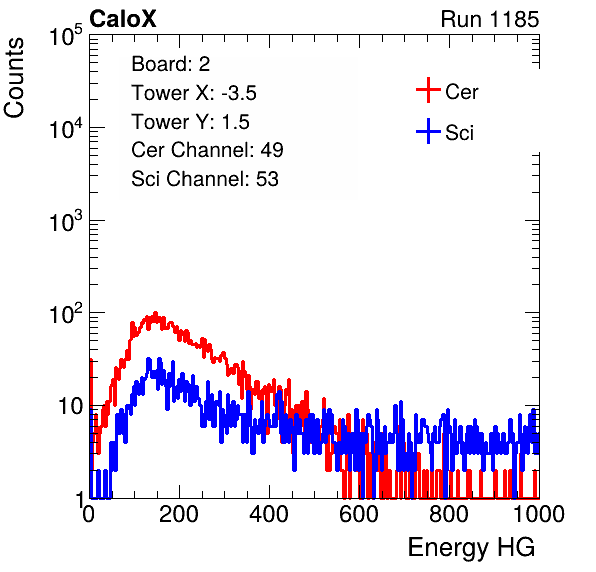 CaloX Run 1185
Counts
10^5
10^4
10^3
10^2
10
1
Board: 2
Tower X: -3.5
Tower Y: 1.5
Cer Channel: 49
Sci Channel: 53
Cer
Sci
0 200 400 600 800 1000
Energy HG